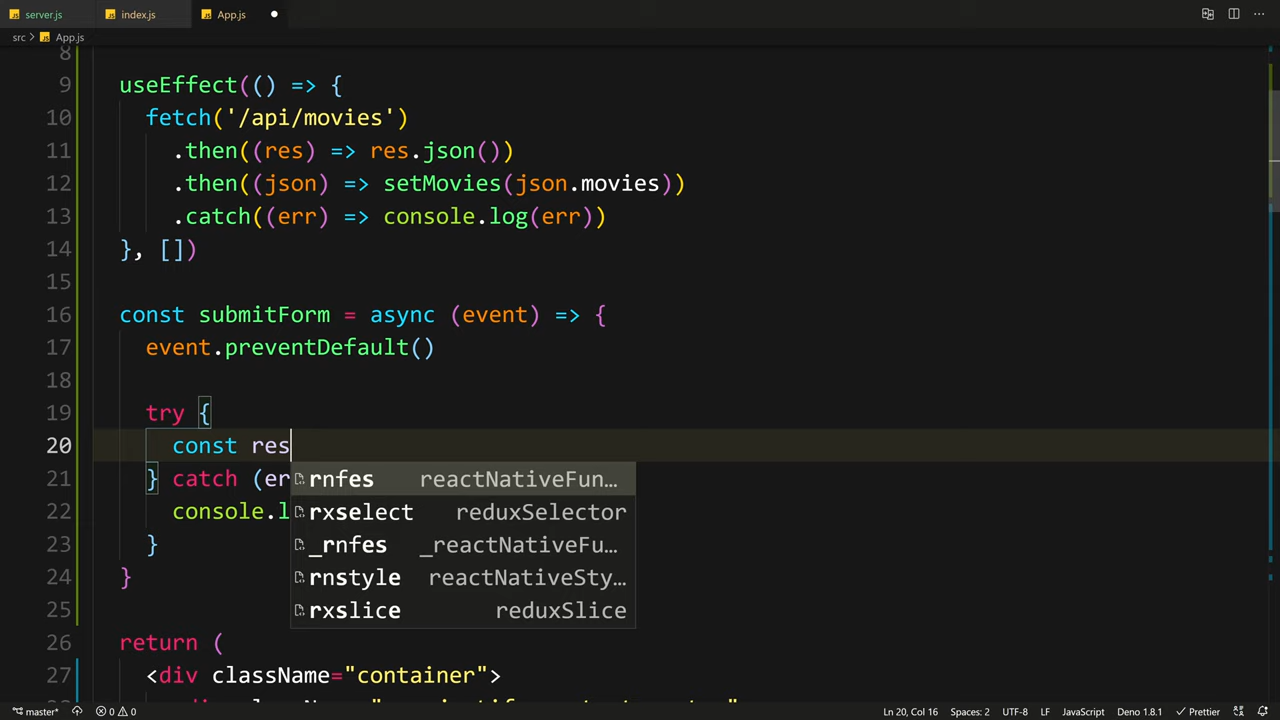 server.js index.js App.js
src > App.js
8
9 useEffect(() => {
10 fetch('/api/movies')
11 .then((res) => res.json())
12 .then((json) => setMovies(json.movies))
13 .catch((err) => console.log(err))
14 }, [])
15
16 const submitForm = async (event) => {
17 event.preventDefault()
18
19 try {
20 const res
21 } catch (er
rnfes reactNativeFun…
22 console.l
rxselect reduxSelector
23 }
_rnfes _reactNativeFu…
24 }
rnstyle reactNativeSty…
25
rxslice reduxSlice
26 return (
27 <div className="container">
master* 0 0 Ln 20, Col 16 Spaces: 2 UTF-8 LF JavaScript Deno 1.8.1 Prettier